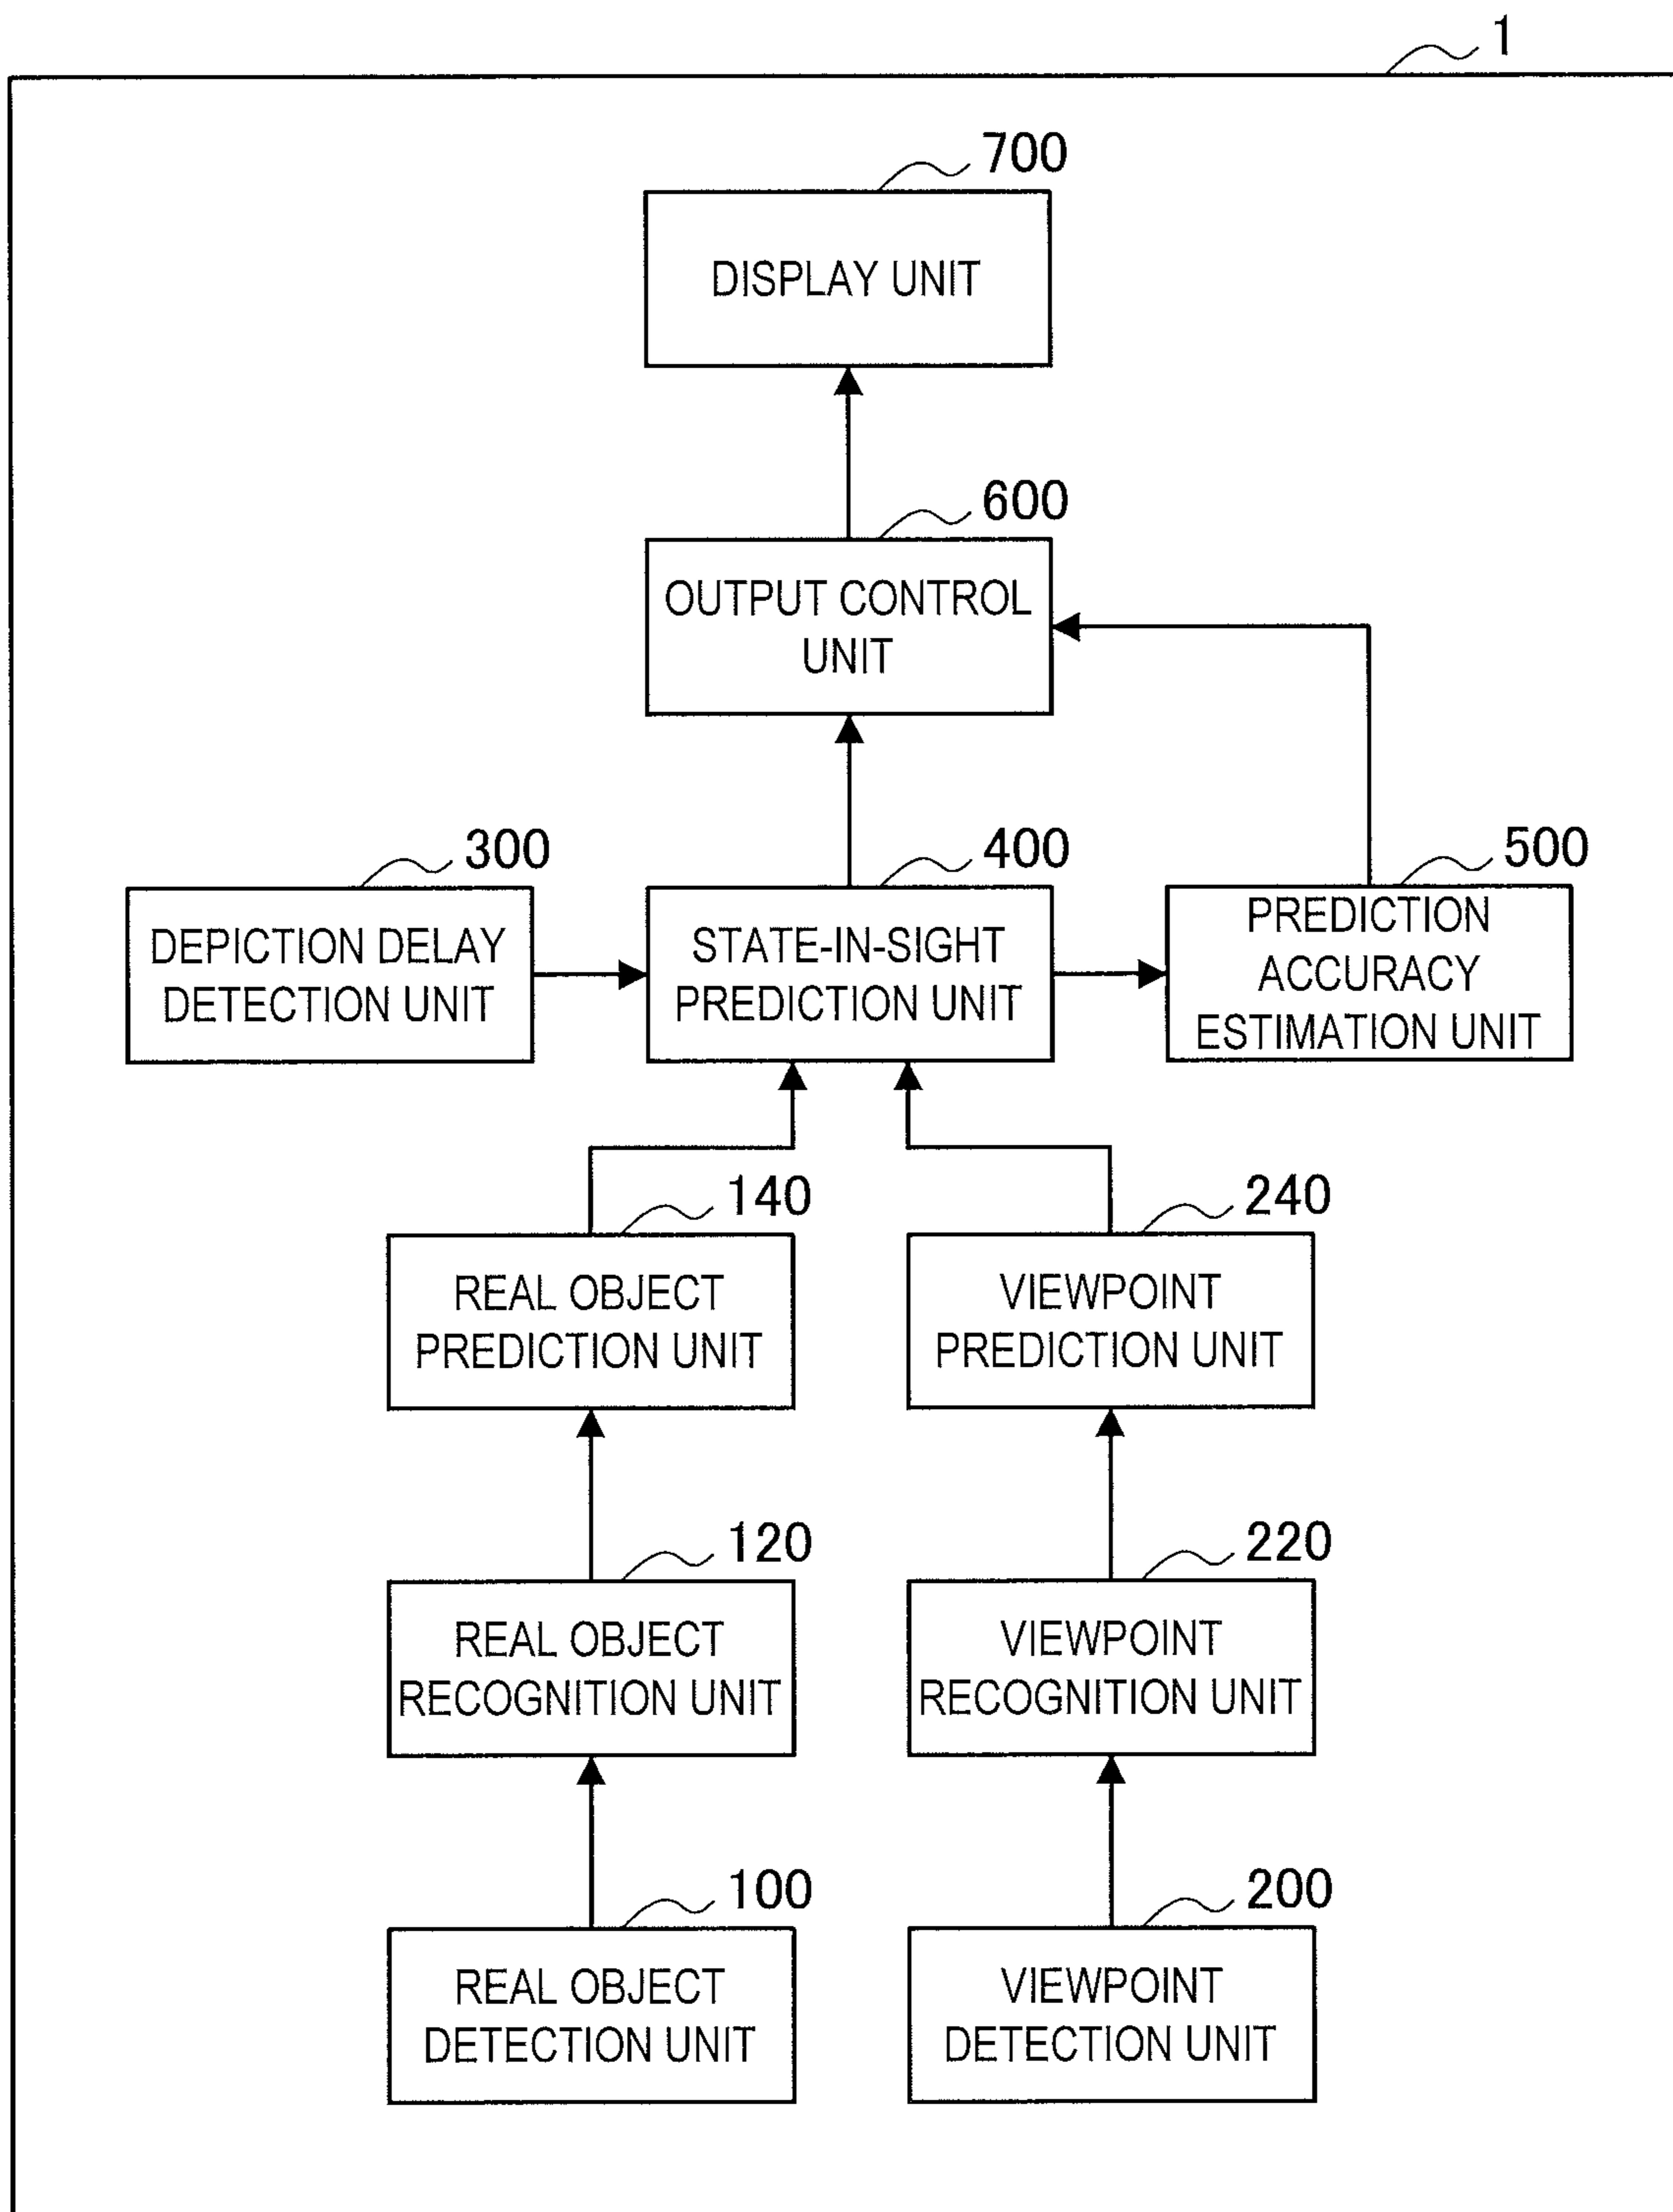 1
700
DISPLAY UNIT
600
OUTPUT CONTROL
UNIT
300
DEPICTION DELAY
DETECTION UNIT
400
STATE-IN-SIGHT
PREDICTION UNIT
500
PREDICTION
ACCURACY
ESTIMATION UNIT
140
REAL OBJECT
PREDICTION UNIT
240
VIEWPOINT
PREDICTION UNIT
120
REAL OBJECT
RECOGNITION UNIT
220
VIEWPOINT
RECOGNITION UNIT
100
REAL OBJECT
DETECTION UNIT
200
VIEWPOINT
DETECTION UNIT